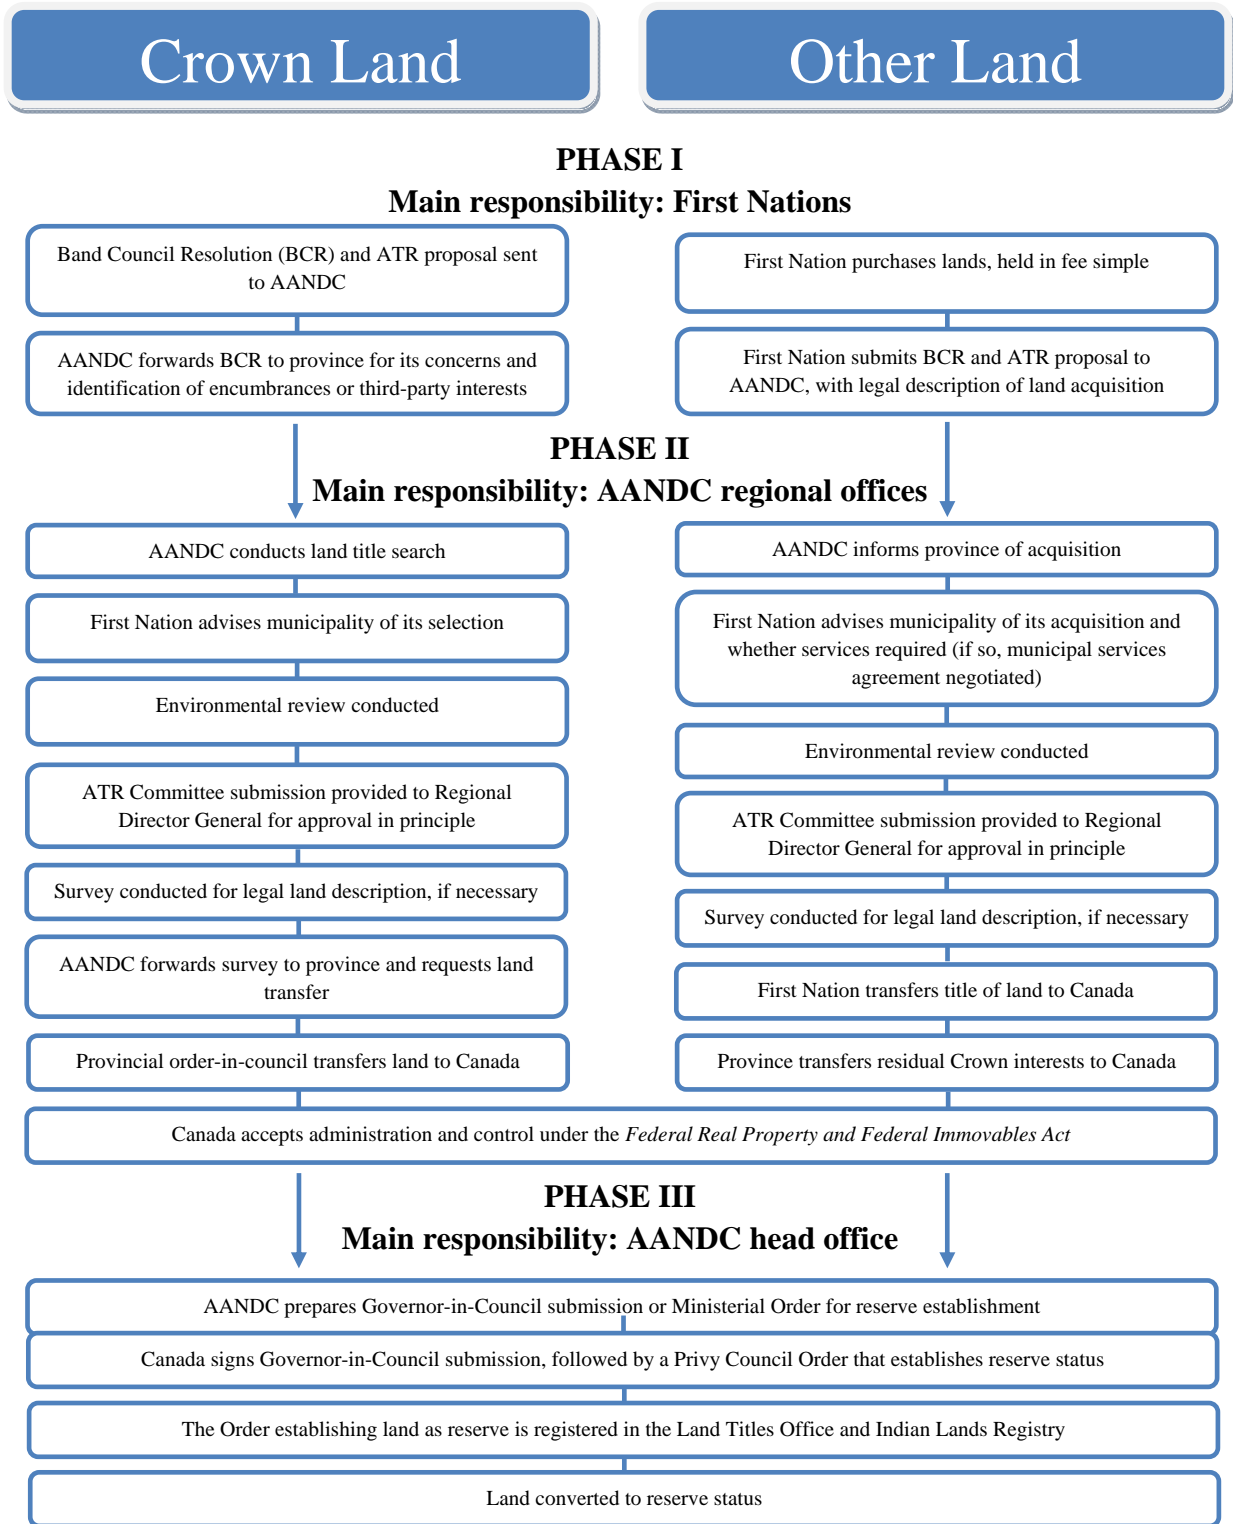 Crown Land
Other Land
PHASE I
Main responsibility: First Nations
Band Council Resolution (BCR) and ATR proposal sent
to AANDC
AANDC forwards BCR to province for its concerns and
identification of encumbrances or third-party interests
First Nation purchases lands, held in fee simple
First Nation submits BCR and ATR proposal to
AANDC, with legal description of land acquisition
PHASE II
Main responsibility: AANDC regional offices
AANDC conducts land title search
First Nation advises municipality of its selection
Environmental review conducted
ATR Committee submission provided to Regional
Director General for approval in principle
Survey conducted for legal land description, if necessary
AANDC forwards survey to province and requests land
transfer
Provincial order-in-council transfers land to Canada
AANDC informs province of acquisition
First Nation advises municipality of its acquisition and
whether services required (if so, municipal services
agreement negotiated)
Environmental review conducted
ATR Committee submission provided to Regional
Director General for approval in principle
Survey conducted for legal land description, if necessary
First Nation transfers title of land to Canada
Province transfers residual Crown interests to Canada
Canada accepts administration and control under the Federal Real Property and Federal Immovables Act
PHASE III
Main responsibility: AANDC head office
AANDC prepares Governor-in-Council submission or Ministerial Order for reserve establishment
Canada signs Governor-in-Council submission, followed by a Privy Council Order that establishes reserve status
The Order establishing land as reserve is registered in the Land Titles Office and Indian Lands Registry
Land converted to reserve status